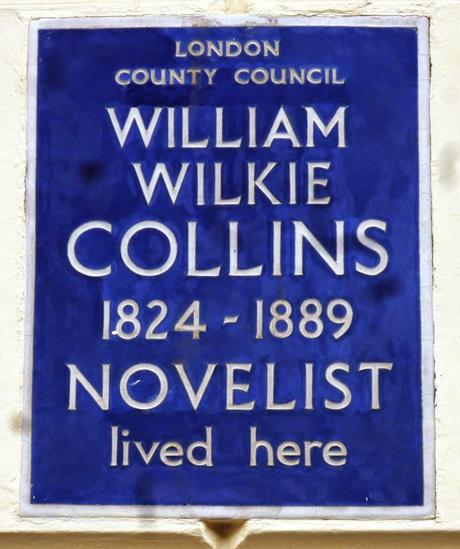 LONDON
COUNTY COUNCIL
WILLIAM
WILKIE
COLLINS
1824 - 1889
NOVELIST
lived here